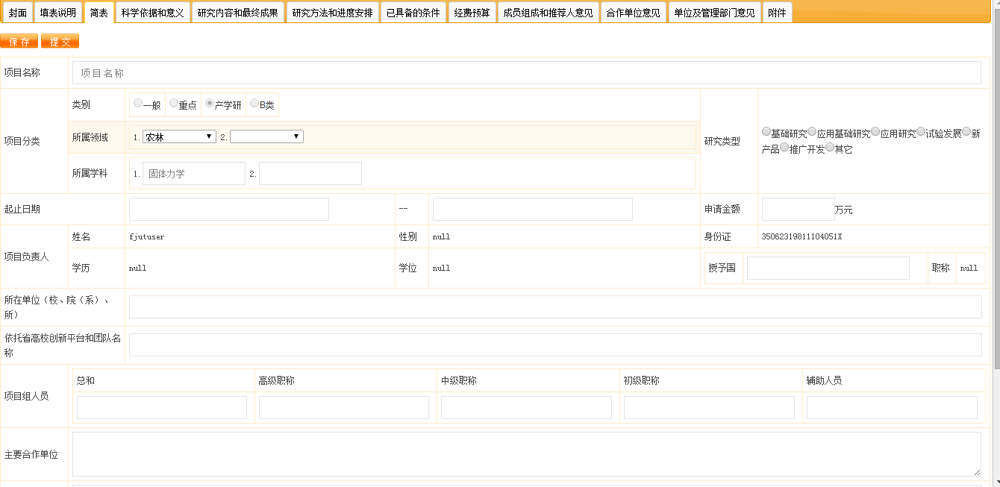 封面 填表说明 简表 科学依据和意义 研究内容和最终成果 研究方法和进度安排 已具备的条件 经费预算 成员组成和推荐人意见 合作单位意见 单位及管理部门意见 附件
保 存 提 交
项目名称 项目名称
项目分类 类别 一般 重点 产学研 B类
所属领域 1. 农林 2.
所属学科 1. 固体力学 2.
研究类型 基础研究 应用基础研究 应用研究 试验发展 新
产品 推广开发 其它
起止日期 -- 申请金额 万元
项目负责人 姓名 fjutuser 性别 null 身份证 35062319811104051X
学历 null 学位 null 授予国 职称 null
所在单位（校、院（系）、
所）
依托省高校创新平台和团队名
称
项目组人员 总和 高级职称 中级职称 初级职称 辅助人员
主要合作单位